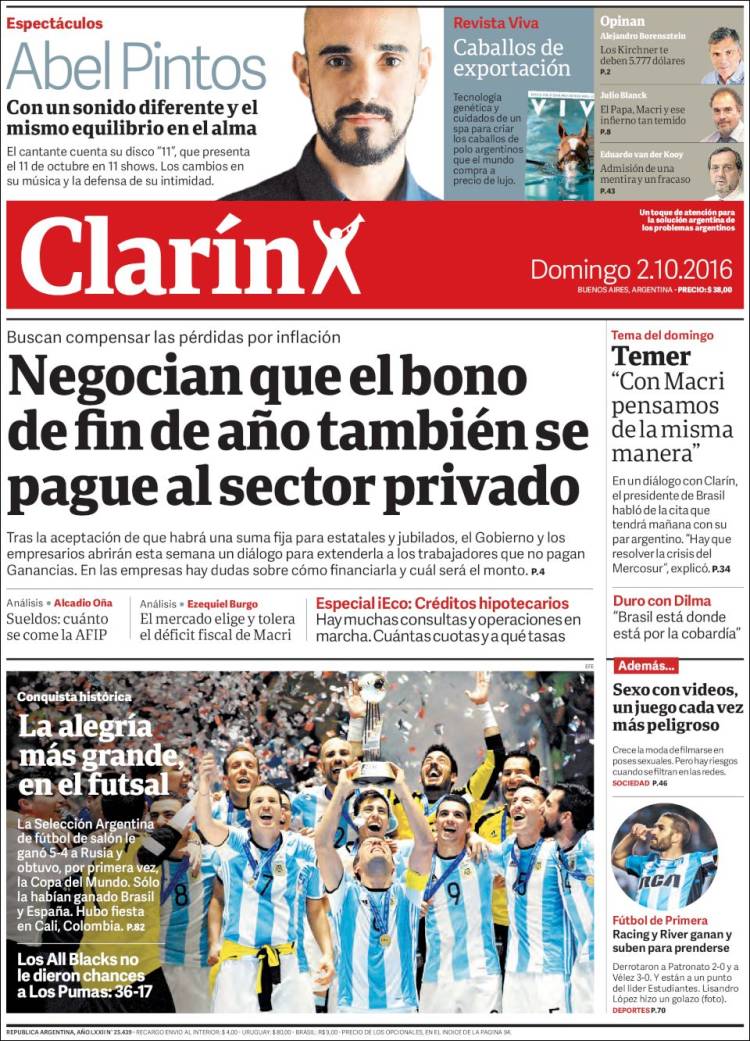 Espectáculos
Abel Pintos
Con un sonido diferente y el
mismo equilibrio en el alma
El cantante cuenta su disco "11", que presenta
el 11 de octubre en 11 shows. Los cambios en
su música y la defensa de su intimidad.
Revista Viva
Caballos de
exportación
Tecnología
genética y
cuidados de un
spa para criar
los caballos de
polo argentinos
que el mundo
compra a
precio de lujo.
VIV
Opinan
Alejandro Borensztein
Los Kirchner te
deben 5.777 dólares
P.2
Julio Blanck
El Papa, Macri y ese
infierno tan temido
P.8
Eduardo van der Kooy
Admisión de una
mentira y un fracaso
P.43
Clarín
Un toque de atención para
la solución argentina de
los problemas argentinos
Domingo 2.10.2016
BUENOS AIRES, ARGENTINA - PRECIO: $ 38,00
Buscan compensar las pérdidas por inflación
Negocian que el bono
de fin de año también se
pague al sector privado
Tras la aceptación de que habrá una suma fija para estatales y jubilados, el Gobierno y los
empresarios abrirán esta semana un diálogo para extenderla a los trabajadores que no pagan
Ganancias. En las empresas hay dudas sobre cómo financiarla y cuál será el monto. P.4
Análisis • Alcadio Oña
Sueldos: cuánto
se come la AFIP
Análisis • Ezequiel Burgo
El mercado elige y tolera
el déficit fiscal de Macri
Especial iEco: Créditos hipotecarios
Hay muchas consultas y operaciones en
marcha. Cuántas cuotas y a qué tasas
EFE
Conquista histórica
La alegría
más grande,
en el futsal
La Selección Argentina
de fútbol de salón le
ganó 5-4 a Rusia y
obtuvo, por primera vez,
la Copa del Mundo. Sólo
la habían ganado Brasil
y España. Hubo fiesta
en Cali, Colombia. P.82
Los All Blacks no
le dieron chances
a Los Pumas: 36-17
7
2
9
5
Tema del domingo
Temer
"Con Macri
pensamos
de la misma
manera"
En un diálogo con Clarín,
el presidente de Brasil
habló de la cita que
tendrá mañana con su
par argentino. "Hay que
resolver la crisis del
Mercosur", explicó. P.34
Duro con Dilma
"Brasil está donde
está por la cobardía"
Además...
Sexo con videos,
un juego cada vez
más peligroso
Crece la moda de filmarse en
poses sexuales. Pero hay riesgos
cuando se filtran en las redes.
SOCIEDAD P.46
RCA
Fútbol de Primera
Racing y River ganan y
suben para prenderse
Derrotaron a Patronato 2-0 y a
Vélez 3-0. Y están a un punto
del líder Estudiantes. Lisandro
López hizo un golazo (foto).
DEPORTES P.70
REPUBLICA ARGENTINA, AÑO LXXII N° 25.439 - RECARGO ENVIO AL INTERIOR: $ 4,00 - URUGUAY: $ 80,00 - BRASIL: R$ 9,00 - PRECIO DE LOS OPCIONALES, EN EL INDICE DE LA PAGINA 94.